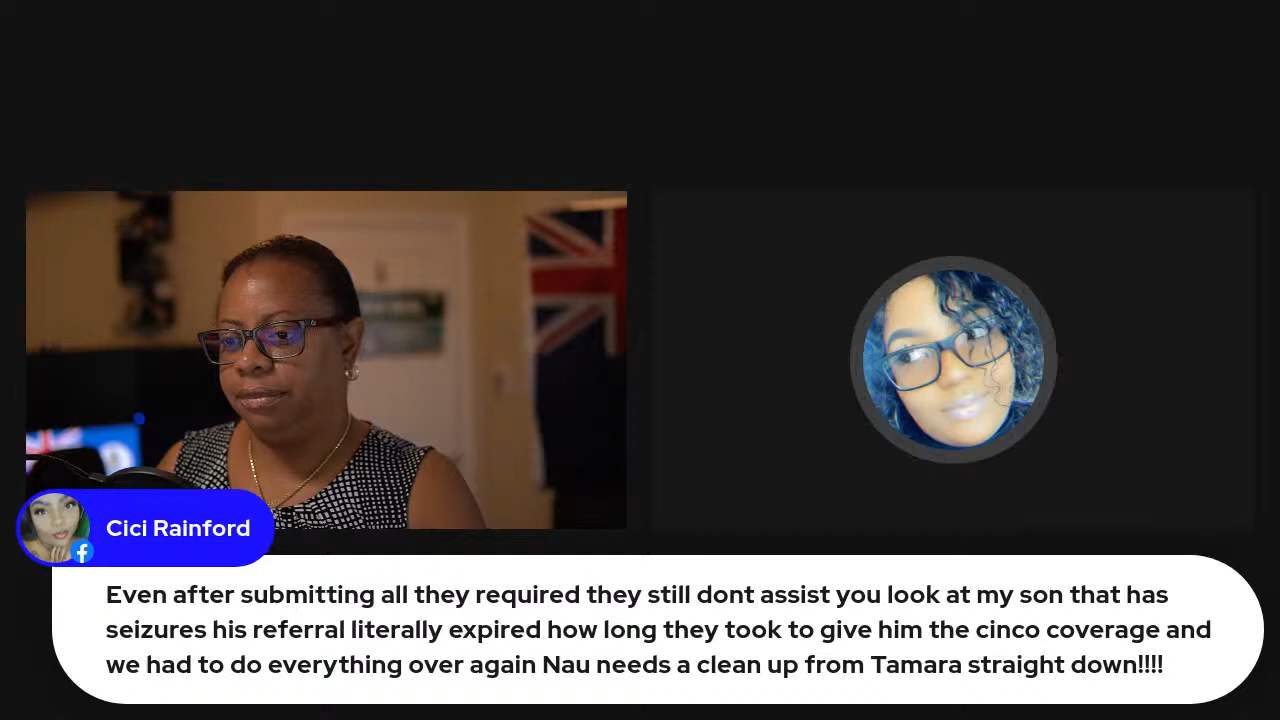 Cici Rainford
Even after submitting all they required they still dont assist you look at my son that has
seizures his referral literally expired how long they took to give him the cinco coverage and
we had to do everything over again Nau needs a clean up from Tamara straight down!!!!